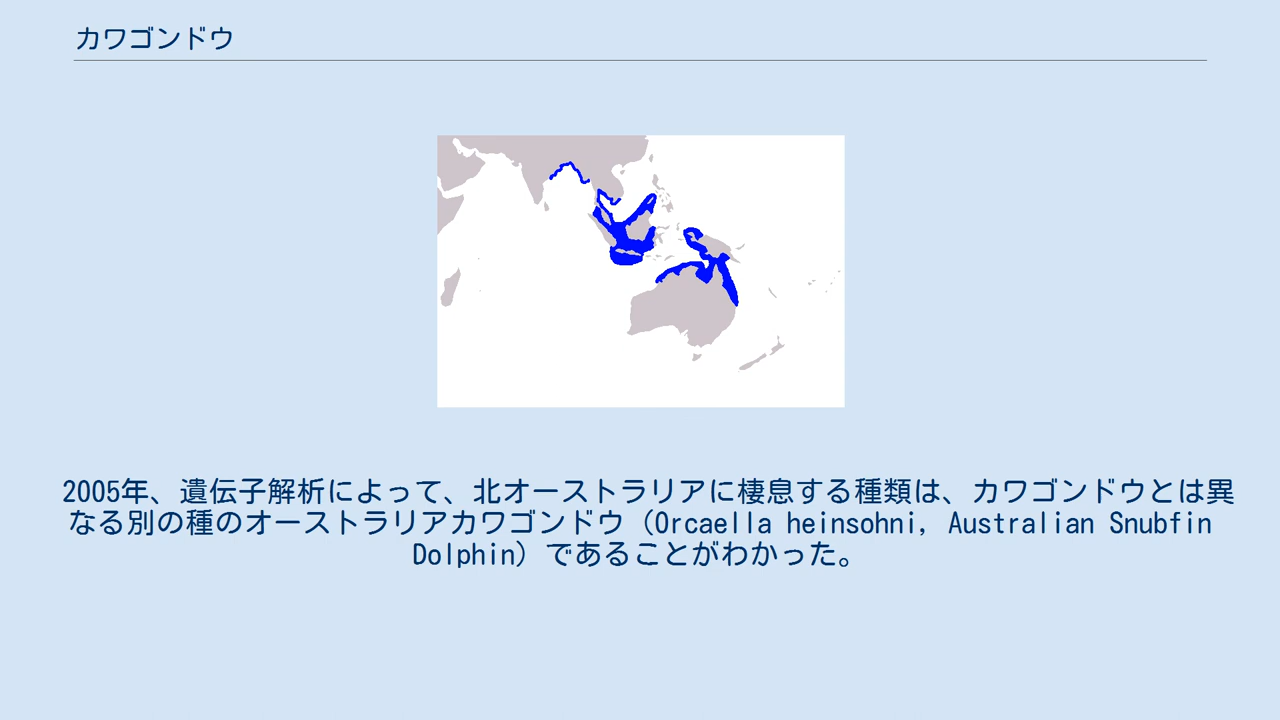 カワゴンドウ
2005年、遺伝子解析によって、北オーストラリアに棲息する種類は、カワゴンドウとは異
なる別の種のオーストラリアカワゴンドウ（Orcaella heinsohni, Australian Snubfin
Dolphin）であることがわかった。